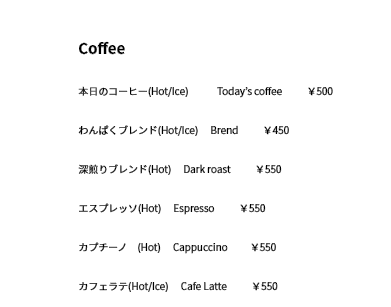 Coffee
本日のコーヒー(Hot/Ice) Today’s coffee ￥500
わんぱくブレンド(Hot/Ice) Brend ￥450
深煎りブレンド(Hot) Dark roast ￥550
エスプレッソ(Hot) Espresso ￥550
カプチーノ (Hot) Cappuccino ￥550
カフェラテ(Hot/Ice) Cafe Latte ￥550